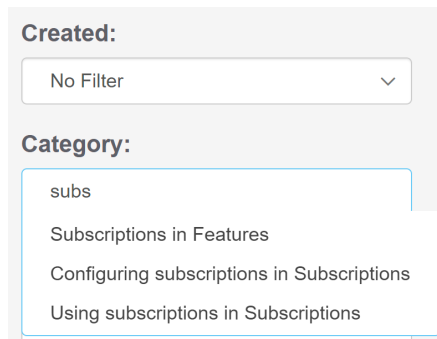 Created:
No Filter
Category:
subs
Subscriptions in Features
Configuring subscriptions in Subscriptions
Using subscriptions in Subscriptions